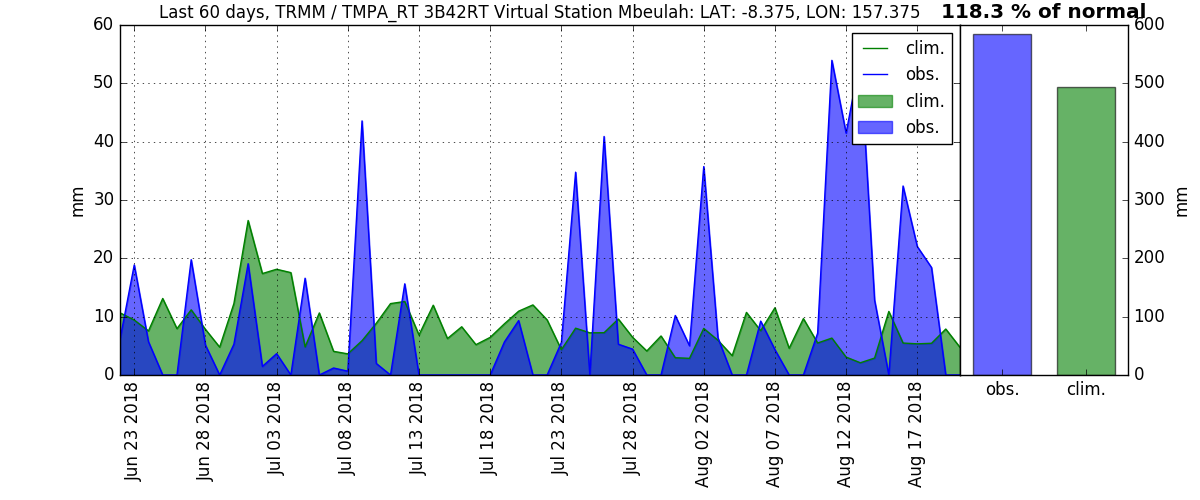 Last 60 days, TRMM / TMPA_RT 3B42RT Virtual Station Mbeulah: LAT: -8.375, LON: 157.375
118.3 % of normal
60
50
40
30
20
10
0
mm
clim.
obs.
clim.
obs.
Jun 23 2018
Jun 28 2018
Jul 03 2018
Jul 08 2018
Jul 13 2018
Jul 18 2018
Jul 23 2018
Jul 28 2018
Aug 02 2018
Aug 07 2018
Aug 12 2018
Aug 17 2018
600
500
400
300
200
100
0
mm
obs.
clim.